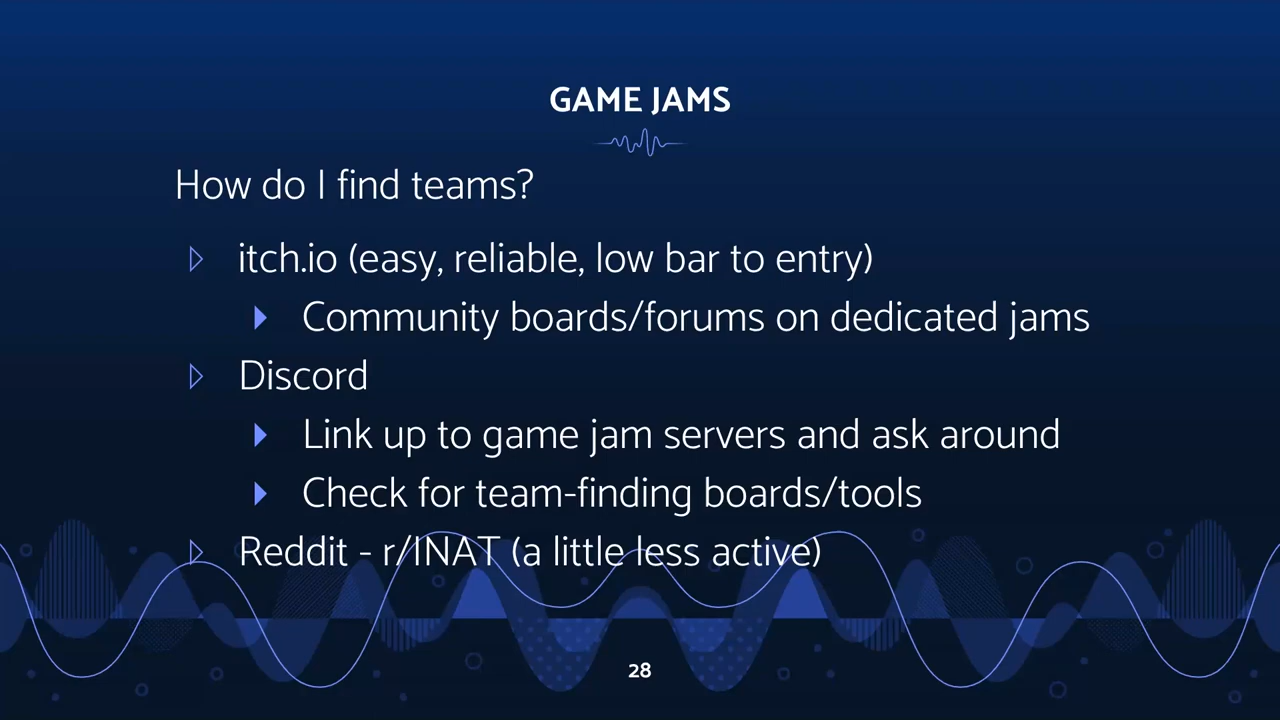 GAME JAMS
How do I find teams?
itch.io (easy, reliable, low bar to entry)
Community boards/forums on dedicated jams
Discord
Link up to game jam servers and ask around
Check for team-finding boards/tools
Reddit - r/INAT (a little less active)
28